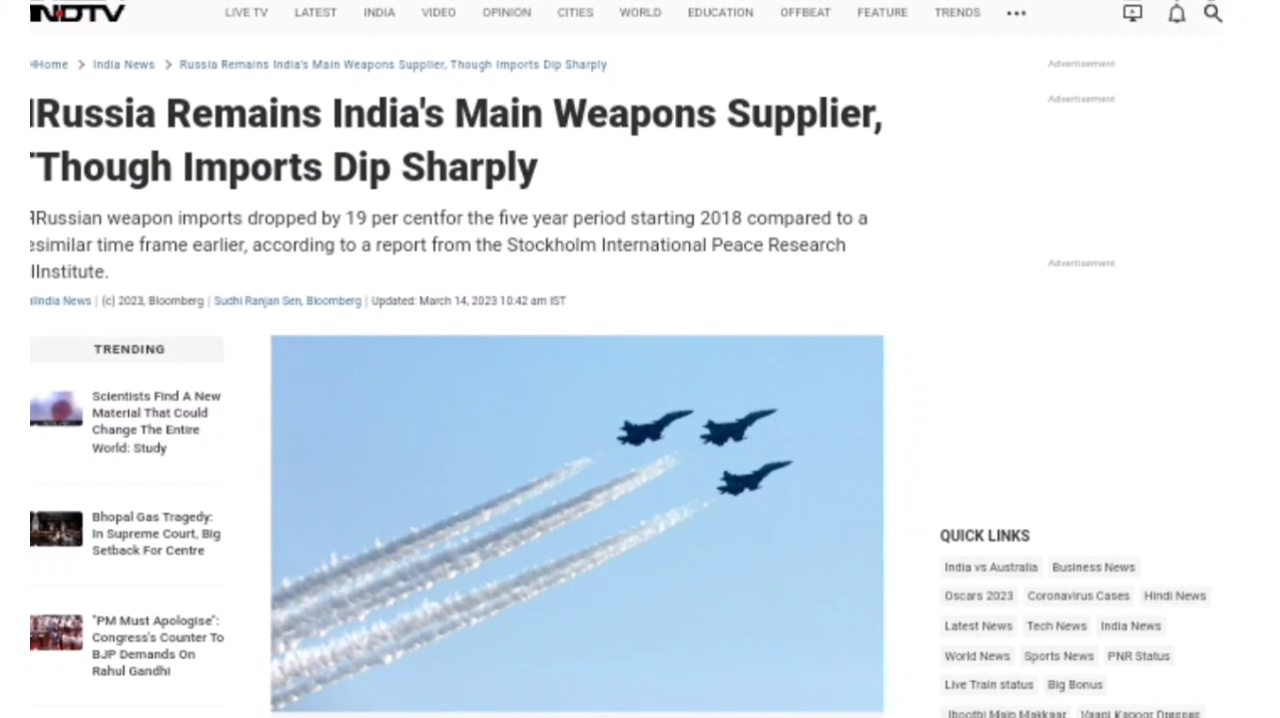 NDTV
LIVE TV LATEST INDIA VIDEO OPINION CITIES WORLD EDUCATION OFFBEAT FEATURE TRENDS
Home > India News > Russia Remains India's Main Weapons Supplier, Though Imports Dip Sharply
Advertisement
Advertisement
Russia Remains India's Main Weapons Supplier,
Though Imports Dip Sharply
Russian weapon imports dropped by 19 per centfor the five year period starting 2018 compared to a
similar time frame earlier, according to a report from the Stockholm International Peace Research
Institute.
Advertisement
India News | (c) 2023, Bloomberg | Sudhi Ranjan Sen, Bloomberg | Updated: March 14, 2023 10:42 am IST
TRENDING
Scientists Find A New
Material That Could
Change The Entire
World: Study
Bhopal Gas Tragedy:
In Supreme Court, Big
Setback For Centre
"PM Must Apologise":
Congress's Counter To
BJP Demands On
Rahul Gandhi
QUICK LINKS
India vs Australia Business News
Oscars 2023 Coronavirus Cases Hindi News
Latest News Tech News India News
World News Sports News PNR Status
Live Train status Big Bonus
Jhoothi Main Makkaar Vaani Kapoor Dresses